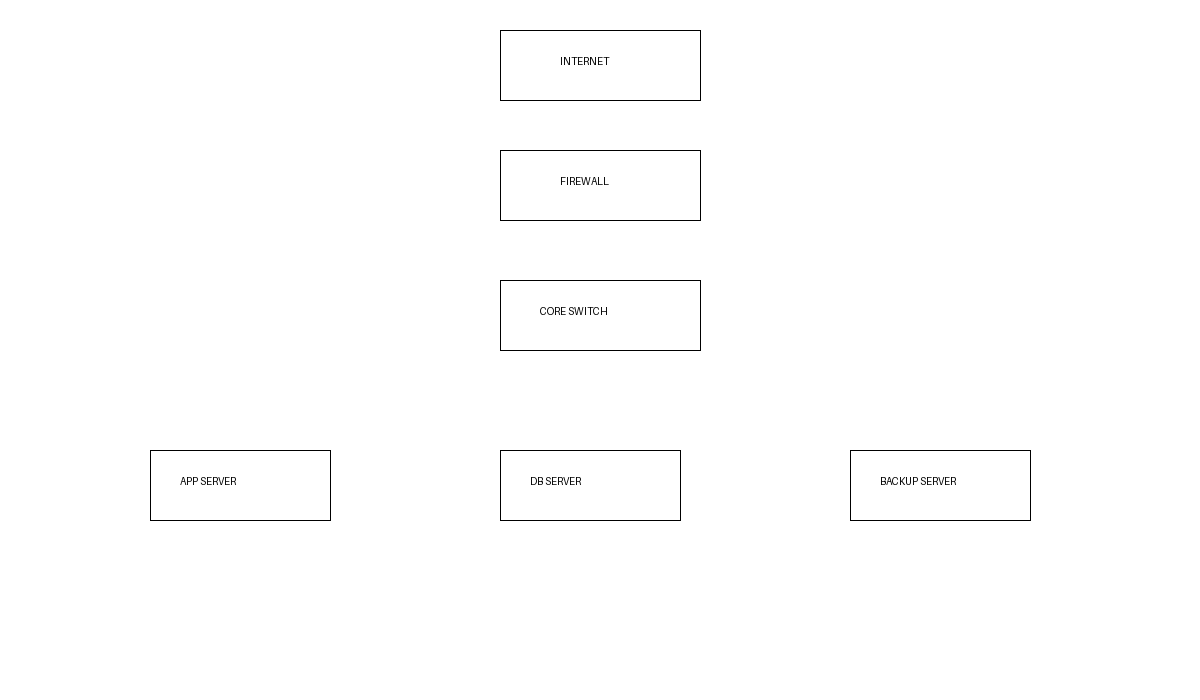 INTERNET
FIREWALL
CORE SWITCH
APP SERVER
DB SERVER
BACKUP SERVER